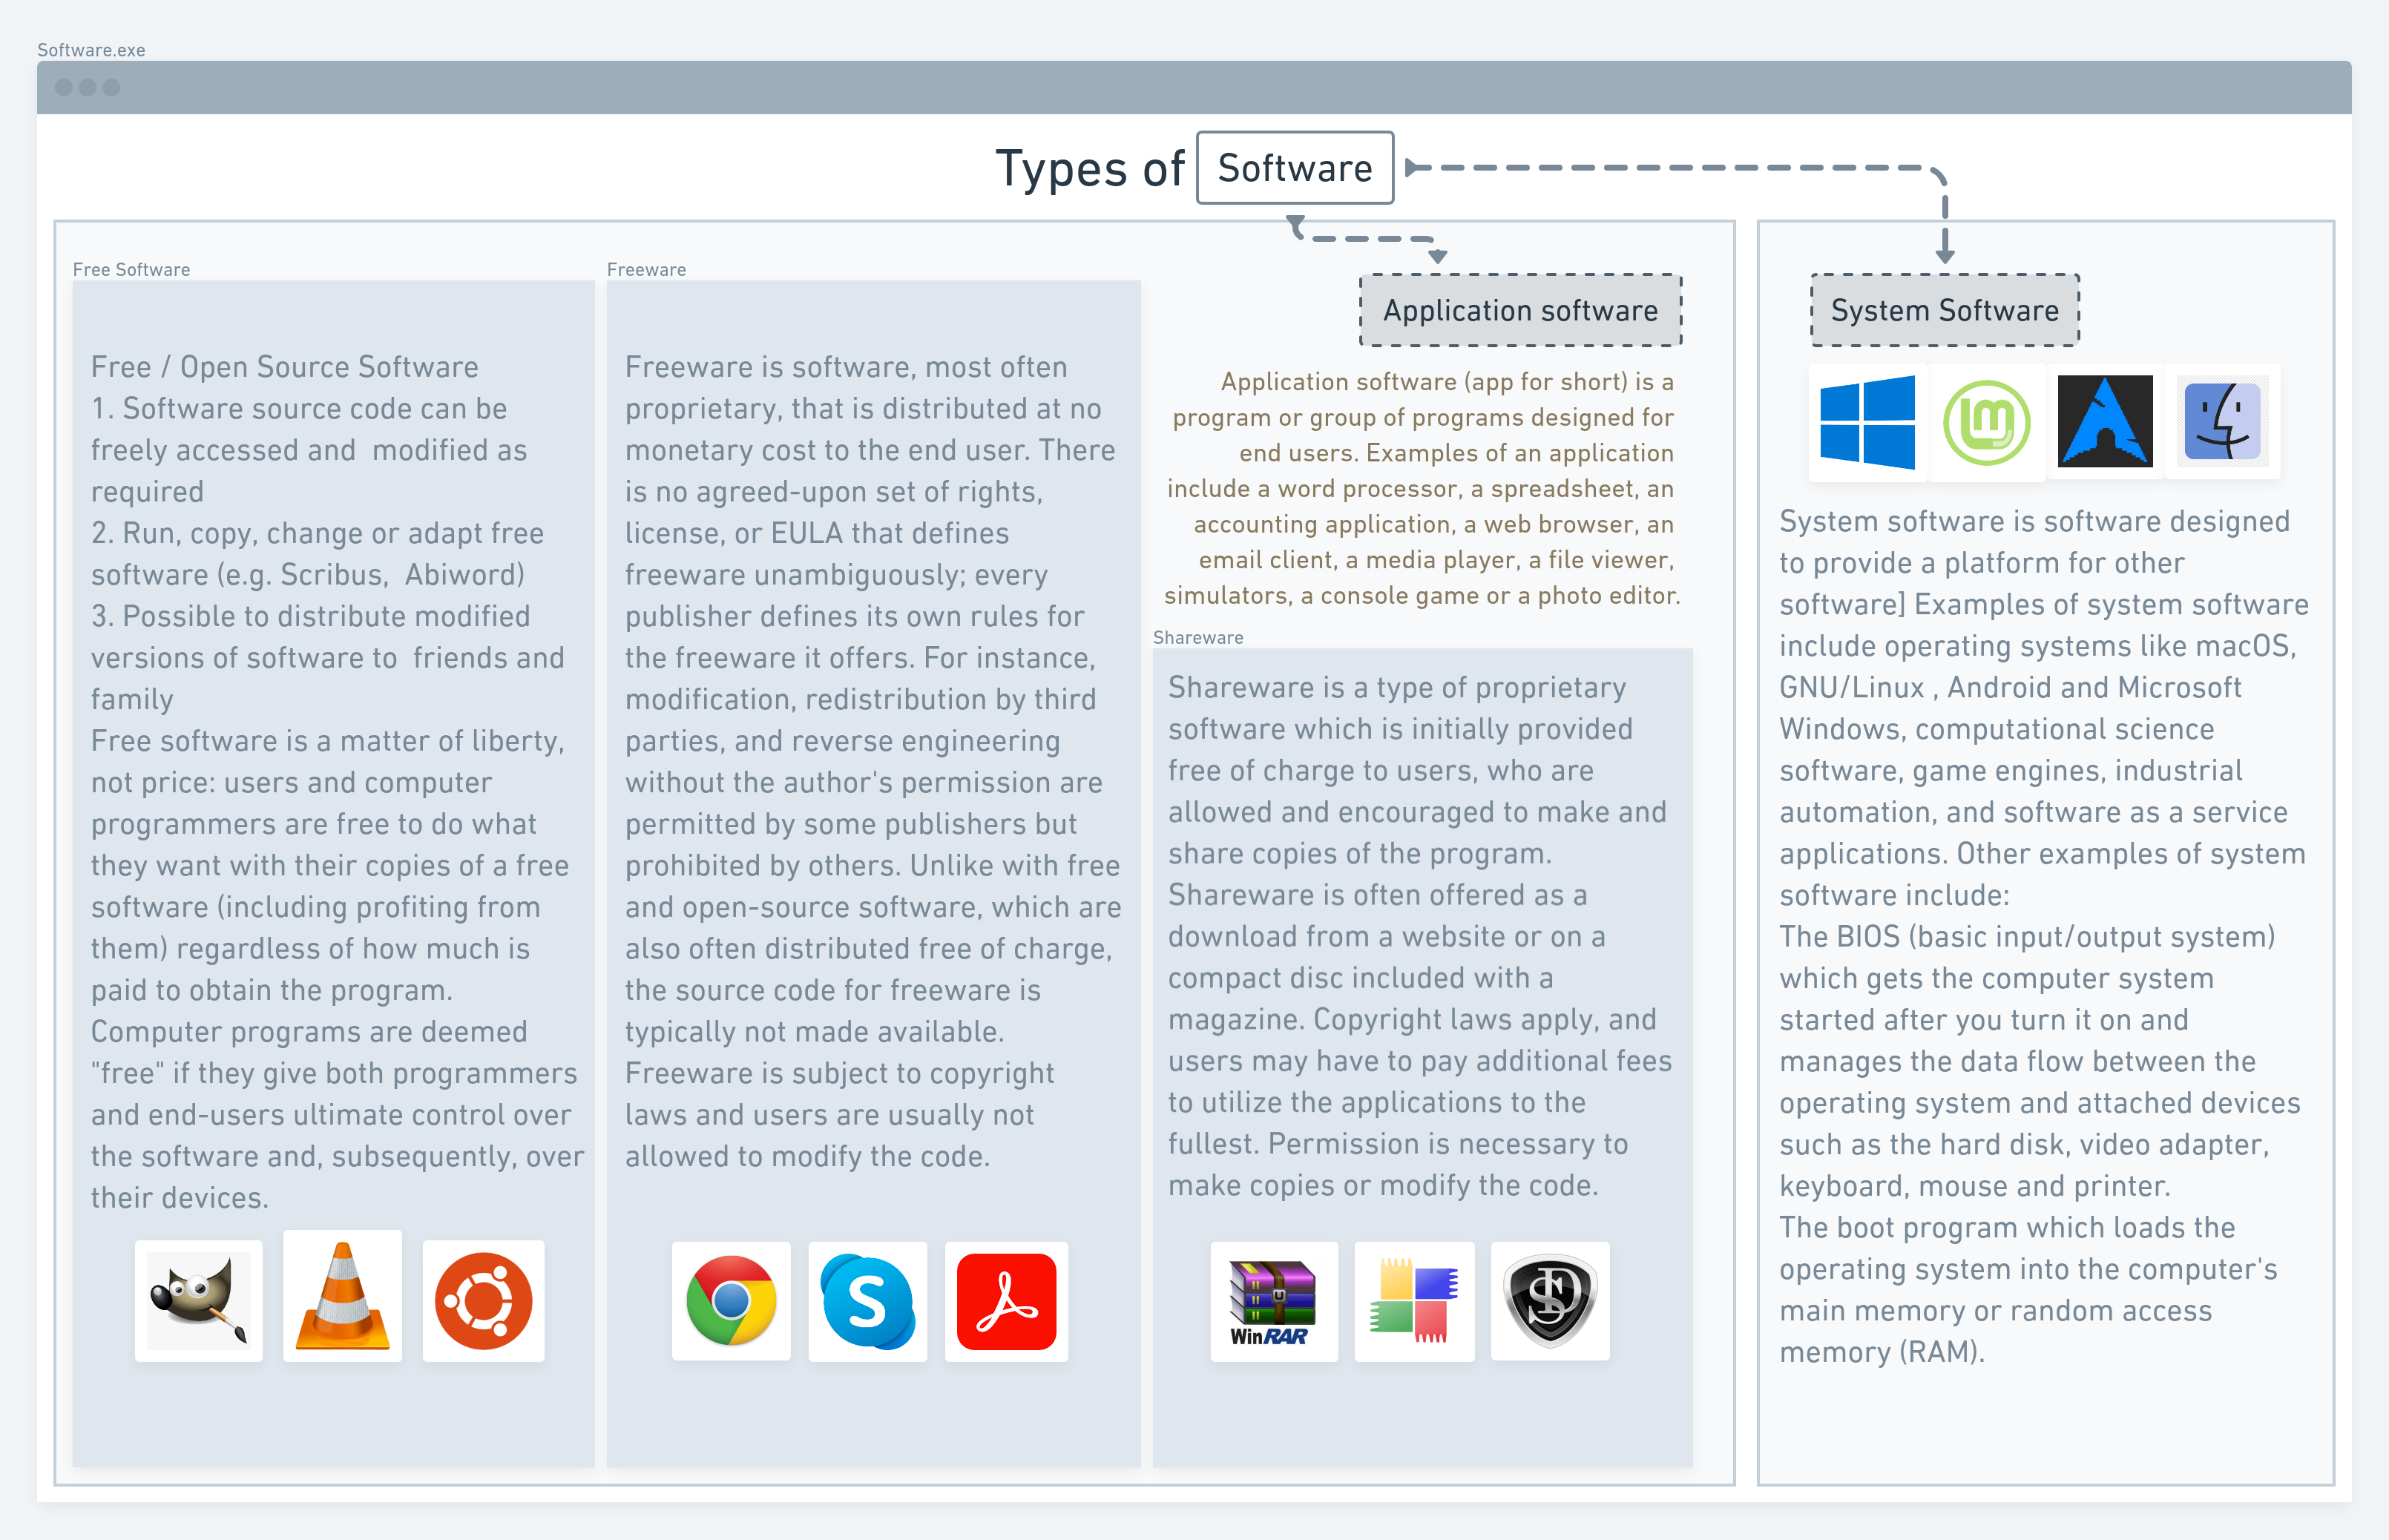 Software.exe
Types of Software
Free Software
Free / Open Source Software
1. Software source code can be
freely accessed and  modified as
required
2. Run, copy, change or adapt free
software (e.g. Scribus,  Abiword)
3. Possible to distribute modified
versions of software to  friends and
family
Free software is a matter of liberty,
not price: users and computer
programmers are free to do what
they want with their copies of a free
software (including profiting from
them) regardless of how much is
paid to obtain the program.
Computer programs are deemed
"free" if they give both programmers
and end-users ultimate control over
the software and, subsequently, over
their devices.
Freeware
Freeware is software, most often
proprietary, that is distributed at no
monetary cost to the end user. There
is no agreed-upon set of rights,
license, or EULA that defines
freeware unambiguously; every
publisher defines its own rules for
the freeware it offers. For instance,
modification, redistribution by third
parties, and reverse engineering
without the author's permission are
permitted by some publishers but
prohibited by others. Unlike with free
and open-source software, which are
also often distributed free of charge,
the source code for freeware is
typically not made available.
Freeware is subject to copyright
laws and users are usually not
allowed to modify the code.
S
Application software
Application software (app for short) is a
program or group of programs designed for
end users. Examples of an application
include a word processor, a spreadsheet, an
accounting application, a web browser, an
email client, a media player, a file viewer,
simulators, a console game or a photo editor.
Shareware
Shareware is a type of proprietary
software which is initially provided
free of charge to users, who are
allowed and encouraged to make and
share copies of the program.
Shareware is often offered as a
download from a website or on a
compact disc included with a
magazine. Copyright laws apply, and
users may have to pay additional fees
to utilize the applications to the
fullest. Permission is necessary to
make copies or modify the code.
WinRAR
System Software
System software is software designed
to provide a platform for other
software] Examples of system software
include operating systems like macOS,
GNU/Linux , Android and Microsoft
Windows, computational science
software, game engines, industrial
automation, and software as a service
applications. Other examples of system
software include:
The BIOS (basic input/output system)
which gets the computer system
started after you turn it on and
manages the data flow between the
operating system and attached devices
such as the hard disk, video adapter,
keyboard, mouse and printer.
The boot program which loads the
operating system into the computer's
main memory or random access
memory (RAM).